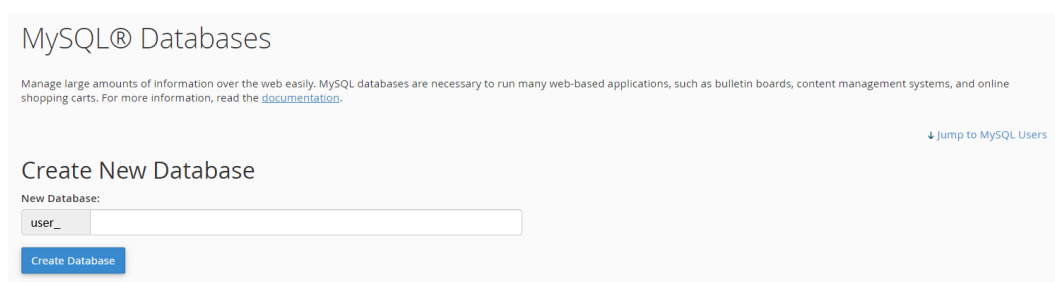 MySQL® Databases
Manage large amounts of information over the web easily. MySQL databases are necessary to run many web-based applications, such as bulletin boards, content management systems, and online
shopping carts. For more information, read the documentation.
Jump to MySQL Users
Create New Database
New Database:
user_
Create Database